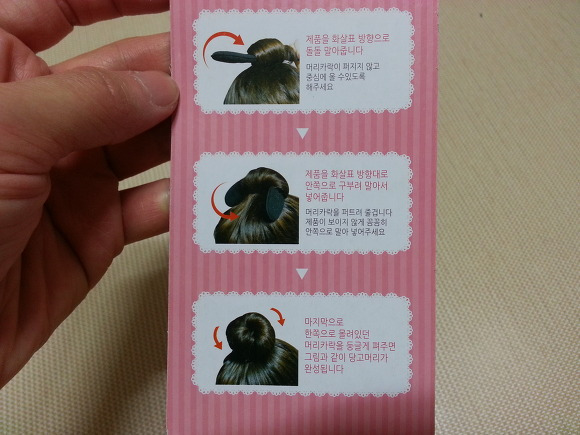 제품을 화살표 방향으로
돌돌 말아줍니다
머리카락이 퍼지지 않고
중심에 올 수있도록
해주세요
제품을 화살표 방향대로
안쪽으로 구부려 말아서
넣어줍니다
머리카락을 퍼트려 줄겁니다
제품이 보이지 않게 꼼꼼히
안쪽으로 말아 넣어주세요
마지막으로
한쪽으로 몰려있던
머리카락을 둥글게 펴주면
그림과 같이 당고머리가
완성됩니다